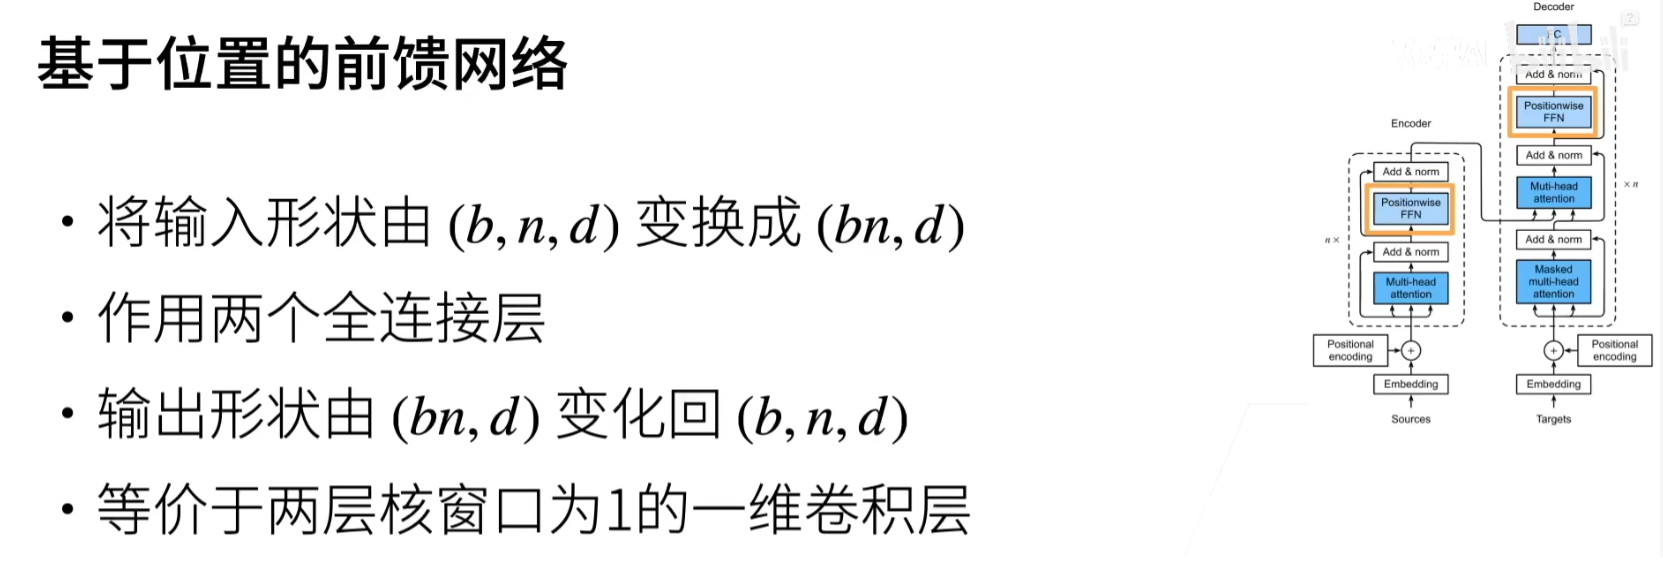 基于位置的前馈网络
• 将输入形状由 (b, n, d) 变换成 (bn, d)
• 作用两个全连接层
• 输出形状由 (bn, d) 变化回 (b, n, d)
• 等价于两层核窗口为1的一维卷积层
Encoder
Add & norm
Positionwise
FFN
n ×
Add & norm
Multi-head
attention
Positional
encoding
+
Embedding
Sources
Decoder
FC
Add & norm
Positionwise
FFN
Add & norm
Muti-head
attention
× n
Add & norm
Masked
multi-head
attention
+
Positional
encoding
Embedding
Targets